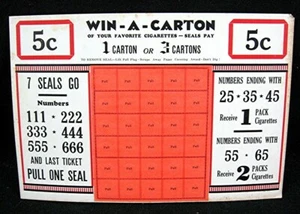 5c
WIN-A-CARTON
OF YOUR FAVORITE CIGARETTES—SEALS PAY
1 CARTON OR 3 CARTONS
5c
7 SEALS GO
Numbers
111·222
333·444
555·666
AND LAST TICKET
PULL ONE SEAL
NUMBERS ENDING WITH
25·35·45
Receive 1 PACK Cigarettes
NUMBERS ENDING WITH
55·65
Receive 2 PACKS Cigarettes